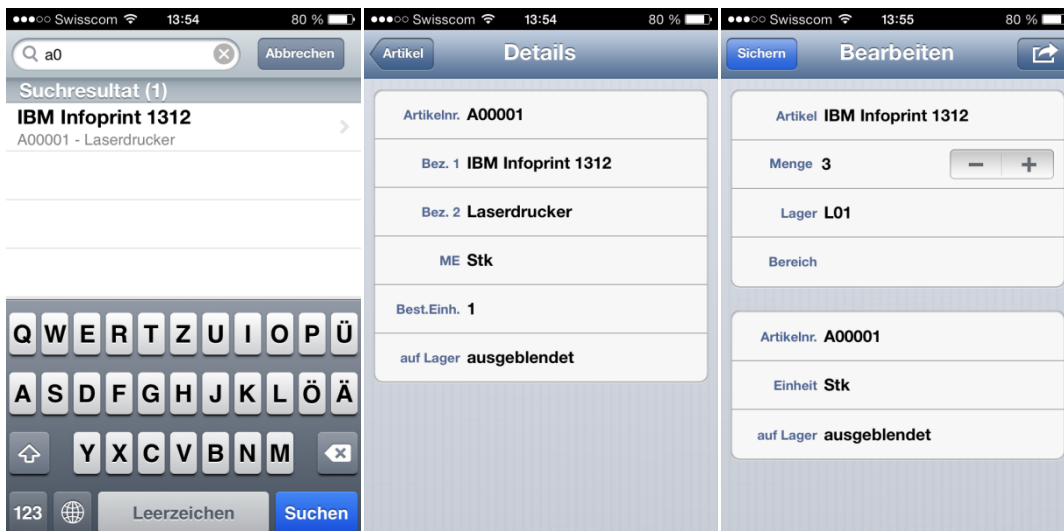 Swisscom 13:54 80 %
a0 Abbrechen
Suchresultat (1)
IBM Infoprint 1312
A00001 - Laserdrucker
Q W E R T Z U I O P Ü
A S D F G H J K L Ö Ä
Y X C V B N M
123 Leerzeichen Suchen
Swisscom 13:54 80 %
Artikel Details
Artikelnr. A00001
Bez. 1 IBM Infoprint 1312
Bez. 2 Laserdrucker
ME Stk
Best.Einh. 1
auf Lager ausgeblendet
Swisscom 13:55 80 %
Sichern Bearbeiten
Artikel IBM Infoprint 1312
Menge 3 − +
Lager L01
Bereich
Artikelnr. A00001
Einheit Stk
auf Lager ausgeblendet